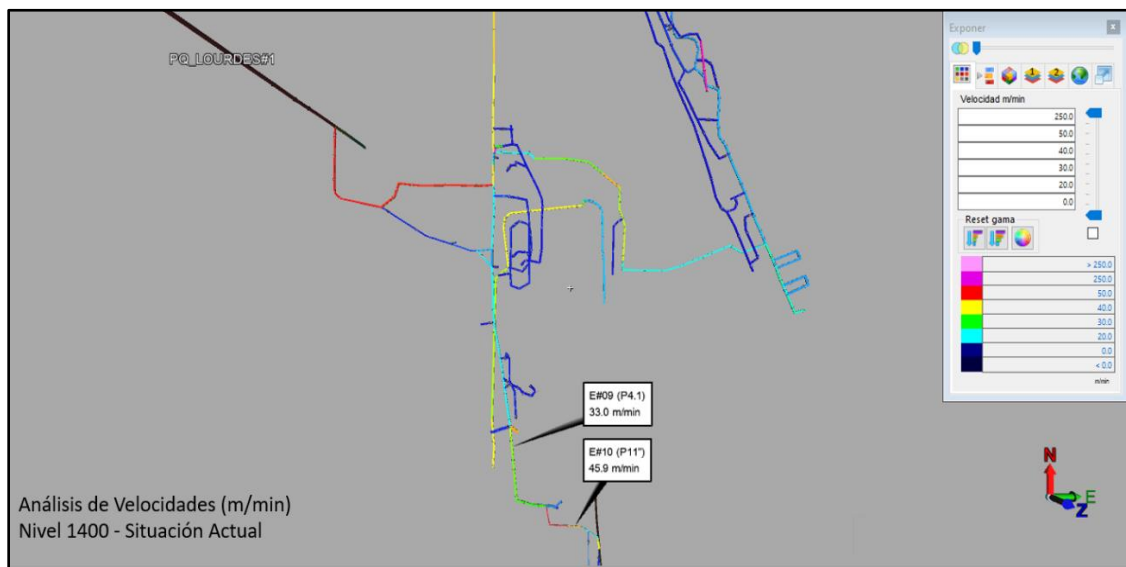 Exponer
x
PQ_LOURDES#1
1
2
Velocidad m/min
250.0
50.0
40.0
30.0
20.0
0.0
Reset gama
> 250.0
250.0
50.0
40.0
30.0
20.0
0.0
< 0.0
m/min
E#09 (P4.1)
33.0 m/min
E#10 (P11")
45.9 m/min
N
E
Z
Análisis de Velocidades (m/min)
Nivel 1400 - Situación Actual